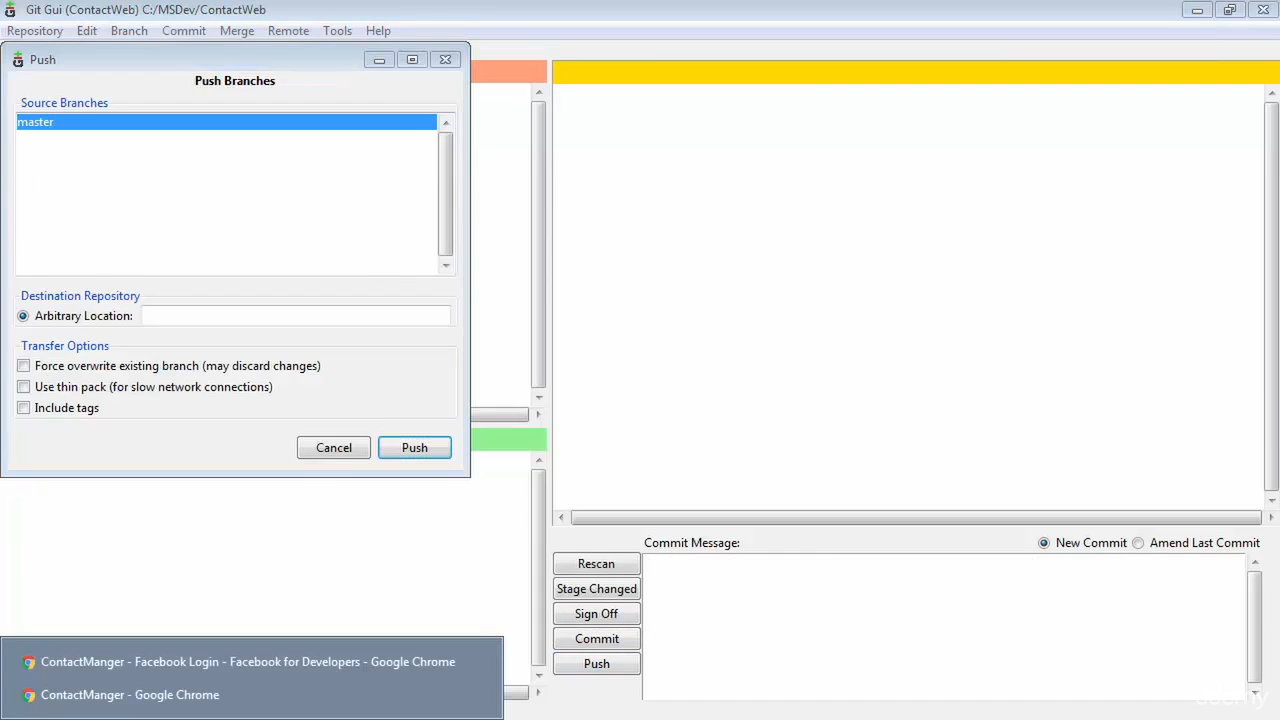 Git Gui (ContactWeb) C:/MSDev/ContactWeb
Repository Edit Branch Commit Merge Remote Tools Help
Push
Push Branches
Source Branches
master
Destination Repository
Arbitrary Location:
Transfer Options
Force overwrite existing branch (may discard changes)
Use thin pack (for slow network connections)
Include tags
Cancel Push
Commit Message: New Commit Amend Last Commit
Rescan
Stage Changed
Sign Off
Commit
Push
ContactManger - Facebook Login - Facebook for Developers - Google Chrome
ContactManger - Google Chrome
udemy